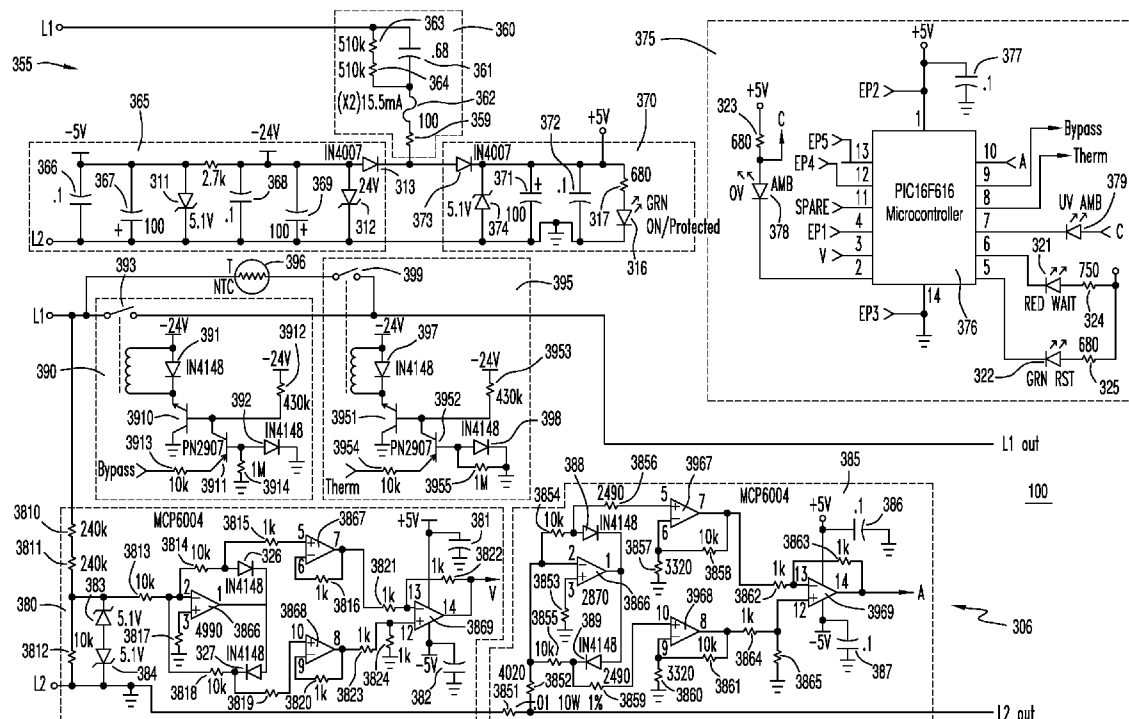 L1
363
360
+5V
375
510k
.68
377
355
510k
361
364
.1
(X2)15.5mA
362
EP2
365
100
370
323
+5V
1
-5V
-24V
359
372
+5V
680
C
Bypass
366
IN4007
IN4007
EP5
13
10
A
Therm
367
311
2.7k
368
369
24V
313
371
680
EP4
12
9
379
.1
.1
5.1V
.1
GRN
OV
AMB
PIC16F616
8
UV AMB
100
5.1V
100
312
373
100
374
317
ON/Protected
SPARE
11
Microcontroller
7
C
L2
316
378
EP1
4
6
321
750
393
T
396
399
V
3
5
NTC
395
2
14
RED WAIT
324
L1
EP3
376
680
-24V
3912
-24V
391
397
-24V
3953
322
GRN RST
325
390
IN4148
-24V
IN4148
430k
430k
3910
392
3951
3952
398
3913
IN4148
IN4148
L1 out
PN2907
PN2907
Bypass
1M
3954
10k
3911
3914
Therm
10k
3955
1M
3856
3967
385
388
2490
MCP6004
100
3810
MCP6004
3867
+5V
381
3854
5
7
+5V
386
240k
3815
1k
10k
IN4148
6
.1
3811
3814
5
7
.1
3822
3857
10k
3863
240k
3813
10k
326
6
3821
1k
3853
2
1
3320
3858
1k
383
10k
IN4148
1k
3816
1k
V
3
2870
3862
1k
13
14
A
380
5.1V
2
1
3868
13
14
3855
3866
3968
12
3969
306
10k
3817
3
4990
3866
10
8
1k
12
3869
389
10
8
1k
-5V
3812
5.1V
327
IN4148
9
1k
-5V
10k
IN4148
9
10k
3864
.1
L2
384
3818
10k
1k
1k
3823
3824
.1
4020
2490
3320
3865
387
3819
3820
382
3851
3852
3859
3860
3861
.01 10W 1%
L2 out